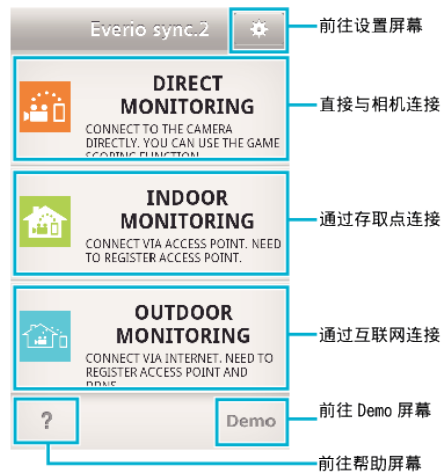 Everio sync.2
前往设置屏幕
DIRECT
MONITORING
CONNECT TO THE CAMERA
DIRECTLY. YOU CAN USE THE GAME
SCORING FUNCTION
直接与相机连接
INDOOR
MONITORING
CONNECT VIA ACCESS POINT. NEED
TO REGISTER ACCESS POINT.
通过存取点连接
OUTDOOR
MONITORING
CONNECT VIA INTERNET. NEED TO
REGISTER ACCESS POINT AND
DDNS
通过互联网连接
?
Demo
前往 Demo 屏幕
前往帮助屏幕